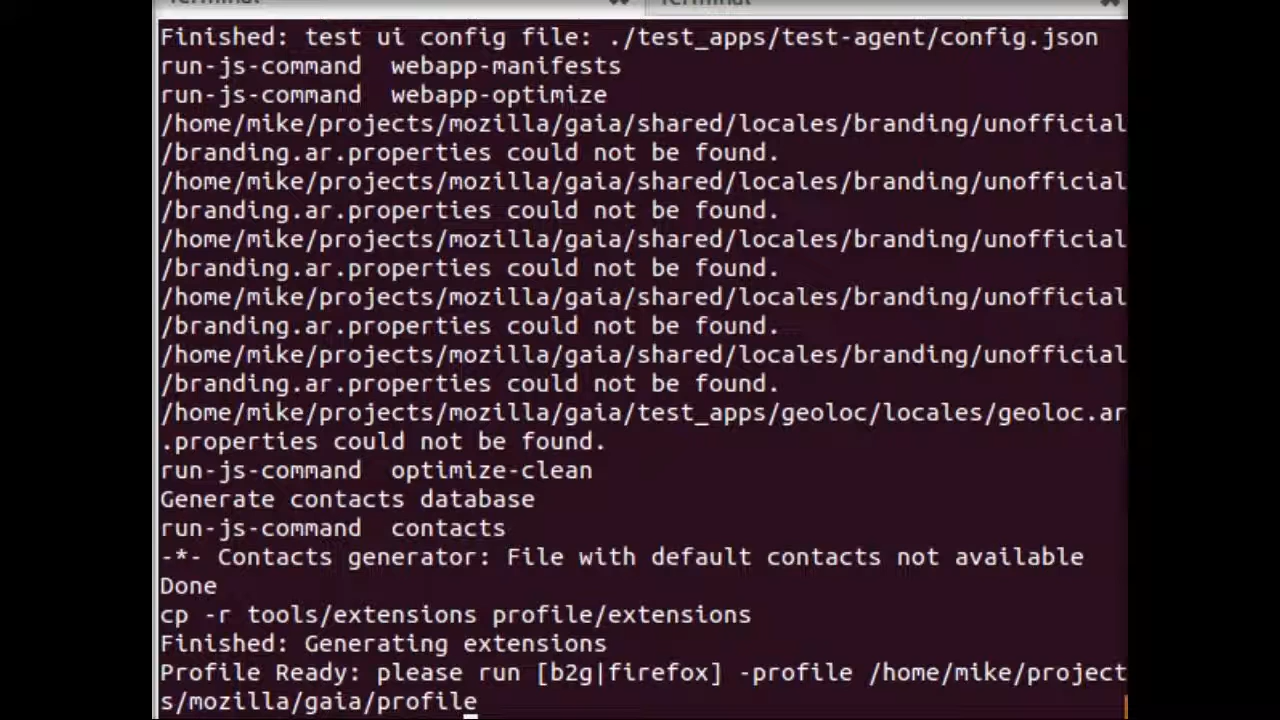 Terminal
Terminal
Finished: test ui config file: ./test_apps/test-agent/config.json
run-js-command  webapp-manifests
run-js-command  webapp-optimize
/home/mike/projects/mozilla/gaia/shared/locales/branding/unofficial
/branding.ar.properties could not be found.
/home/mike/projects/mozilla/gaia/shared/locales/branding/unofficial
/branding.ar.properties could not be found.
/home/mike/projects/mozilla/gaia/shared/locales/branding/unofficial
/branding.ar.properties could not be found.
/home/mike/projects/mozilla/gaia/shared/locales/branding/unofficial
/branding.ar.properties could not be found.
/home/mike/projects/mozilla/gaia/shared/locales/branding/unofficial
/branding.ar.properties could not be found.
/home/mike/projects/mozilla/gaia/test_apps/geoloc/locales/geoloc.ar
.properties could not be found.
run-js-command  optimize-clean
Generate contacts database
run-js-command  contacts
-*- Contacts generator: File with default contacts not available
Done
cp -r tools/extensions profile/extensions
Finished: Generating extensions
Profile Ready: please run [b2g|firefox] -profile /home/mike/project
s/mozilla/gaia/profile